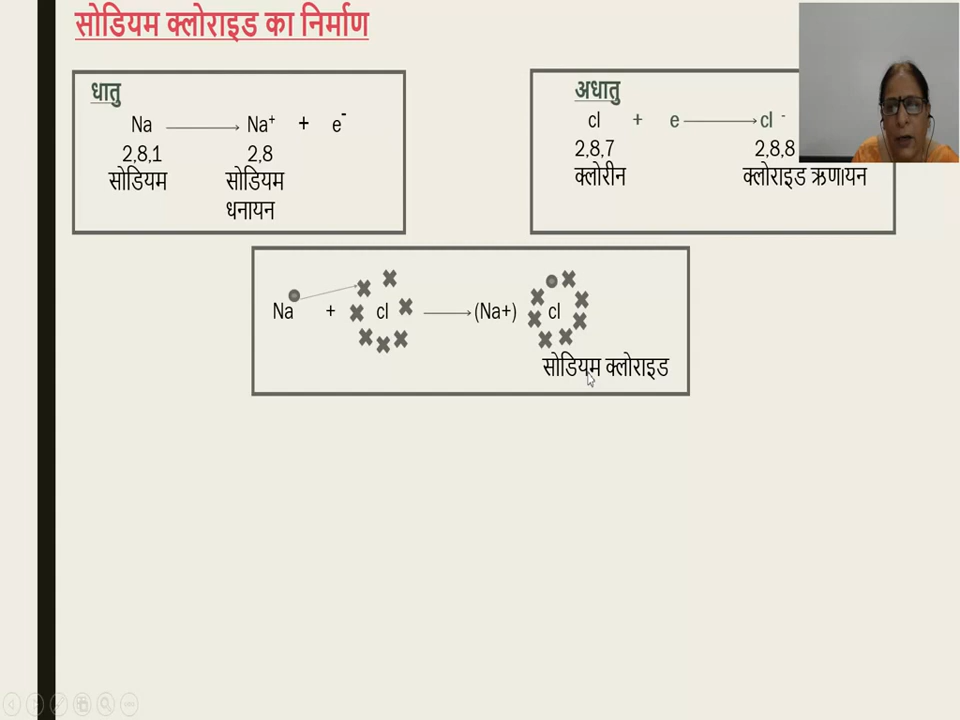 सोडियम क्लोराइड का निर्माण
धातु
Na → Na⁺ + e⁻
2,8,1 2,8
सोडियम सोडियम
धनायन
अधातु
cl + e → cl ⁻
2,8,7 2,8,8
क्लोरीन क्लोराइड ऋणायन
Na + cl → (Na+) cl
सोडियम क्लोराइड